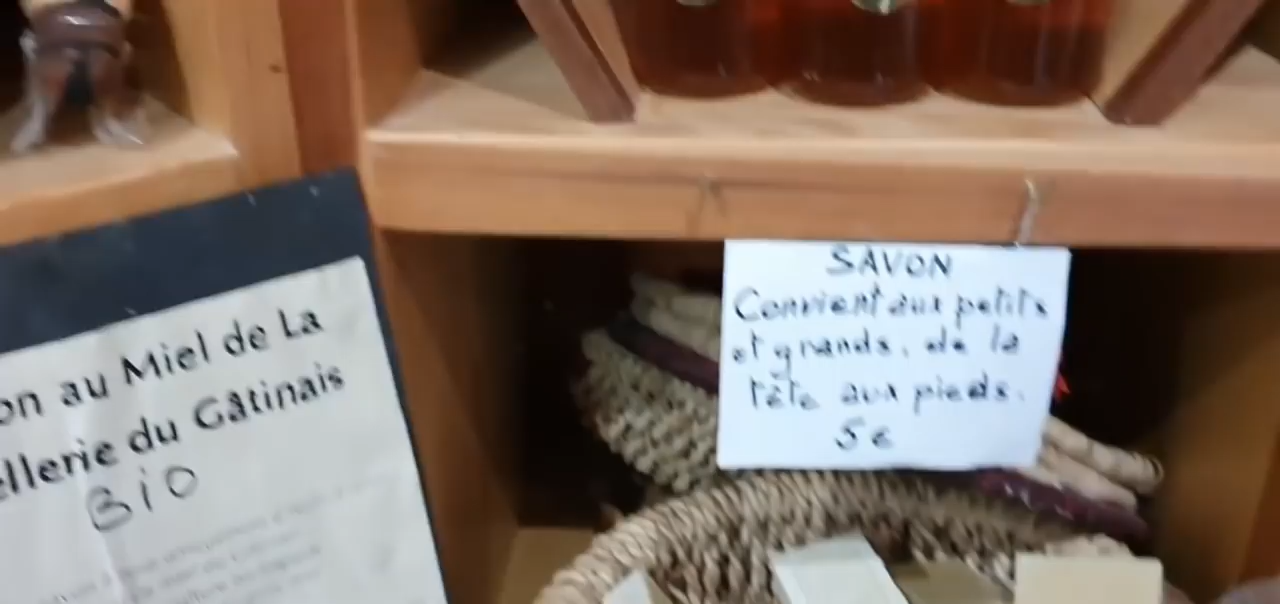 on au Miel de La
ellerie du Gâtinais
BiO
SAVON
Convient aux petits
et grands, de la
tête aux pieds.
5€